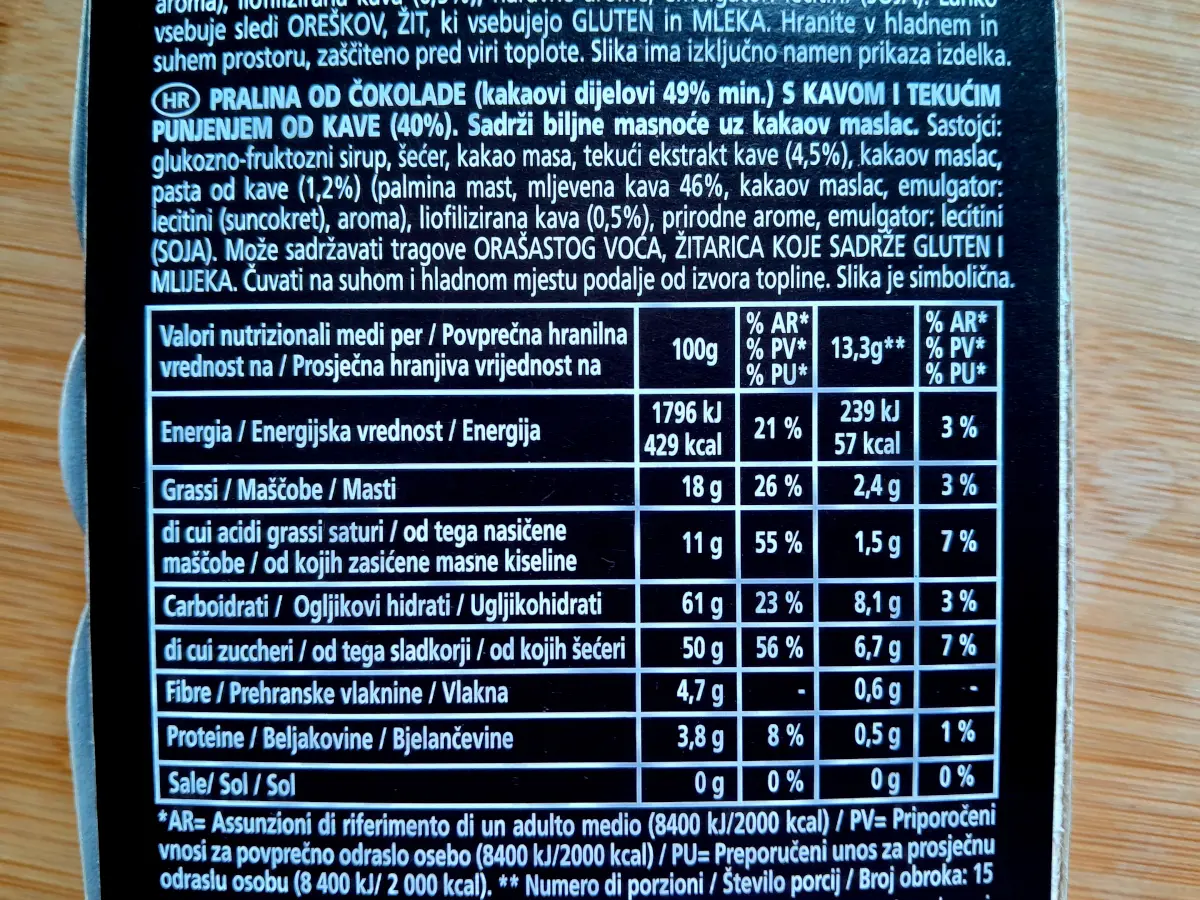 vsebuje sledi OREŠKOV, ŽIT, ki vsebujejo GLUTEN in MLEKA. Hranite v hladnem in
suhem prostoru, zaščiteno pred viri toplote. Slika ima izključno namen prikaza izdelka.
HR PRALINA OD ČOKOLADE (kakaovi dijelovi 49% min.) S KAVOM I TEKUĆIM
PUNJENJEM OD KAVE (40%). Sadrži biljne masnoće uz kakaov maslac. Sastojci:
glukozno-fruktozni sirup, šećer, kakao masa, tekući ekstrakt kave (4,5%), kakaov maslac,
pasta od kave (1,2%) (palmina mast, mljevena kava 46%, kakaov maslac, emulgator:
lecitini (suncokret), aroma), liofilizirana kava (0,5%), prirodne arome, emulgator: lecitini
(SOJA). Može sadržavati tragove ORAŠASTOG VOĆA, ŽITARICA KOJE SADRŽE GLUTEN I
MLIJEKA. Čuvati na suhom i hladnom mjestu podalje od izvora topline. Slika je simbolična.
Valori nutrizionali medi per / Povprečna hranilna
vrednost na / Prosječna hranjiva vrijednost na
100g
% AR*
% PV*
% PU*
13,3g**
% AR*
% PV*
% PU*
Energia / Energijska vrednost / Energija
1796 kJ
429 kcal
21 %
239 kJ
57 kcal
3 %
Grassi / Maščobe / Masti 18 g 26 % 2,4 g 3 %
di cui acidi grassi saturi / od tega nasičene
maščobe / od kojih zasićene masne kiseline
11 g 55 % 1,5 g 7 %
Carboidrati / Ogljikovi hidrati / Ugljikohidrati 61 g 23 % 8,1 g 3 %
di cui zuccheri / od tega sladkorji / od kojih šećeri 50 g 56 % 6,7 g 7 %
Fibre / Prehranske vlaknine / Vlakna 4,7 g - 0,6 g -
Proteine / Beljakovine / Bjelančevine 3,8 g 8 % 0,5 g 1 %
Sale/ Sol / Sol 0 g 0 % 0 g 0 %
*AR= Assunzioni di riferimento di un adulto medio (8400 kJ/2000 kcal) / PV= Priporočeni
vnosi za povprečno odraslo osebo (8400 kJ/2000 kcal) / PU= Preporučeni unos za prosječnu
odraslu osobu (8 400 kJ/ 2 000 kcal). ** Numero di porzioni / Število porcij / Broj obroka: 15